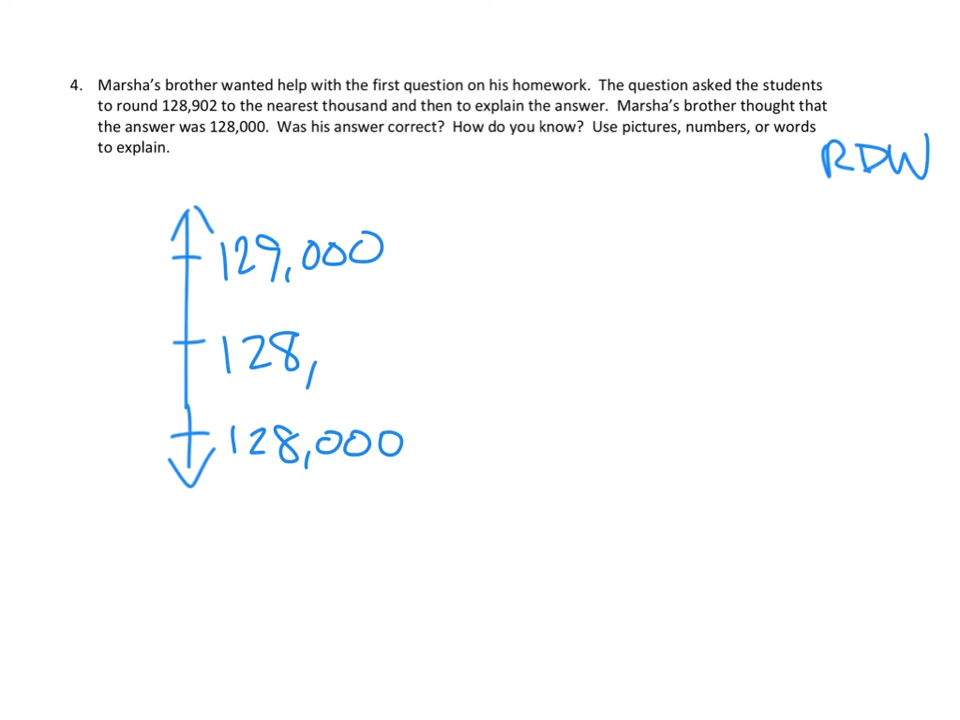 4. Marsha's brother wanted help with the first question on his homework. The question asked the students
to round 128,902 to the nearest thousand and then to explain the answer. Marsha's brother thought that
the answer was 128,000. Was his answer correct? How do you know? Use pictures, numbers, or words
to explain.
RDW
129,000
128,
128,000